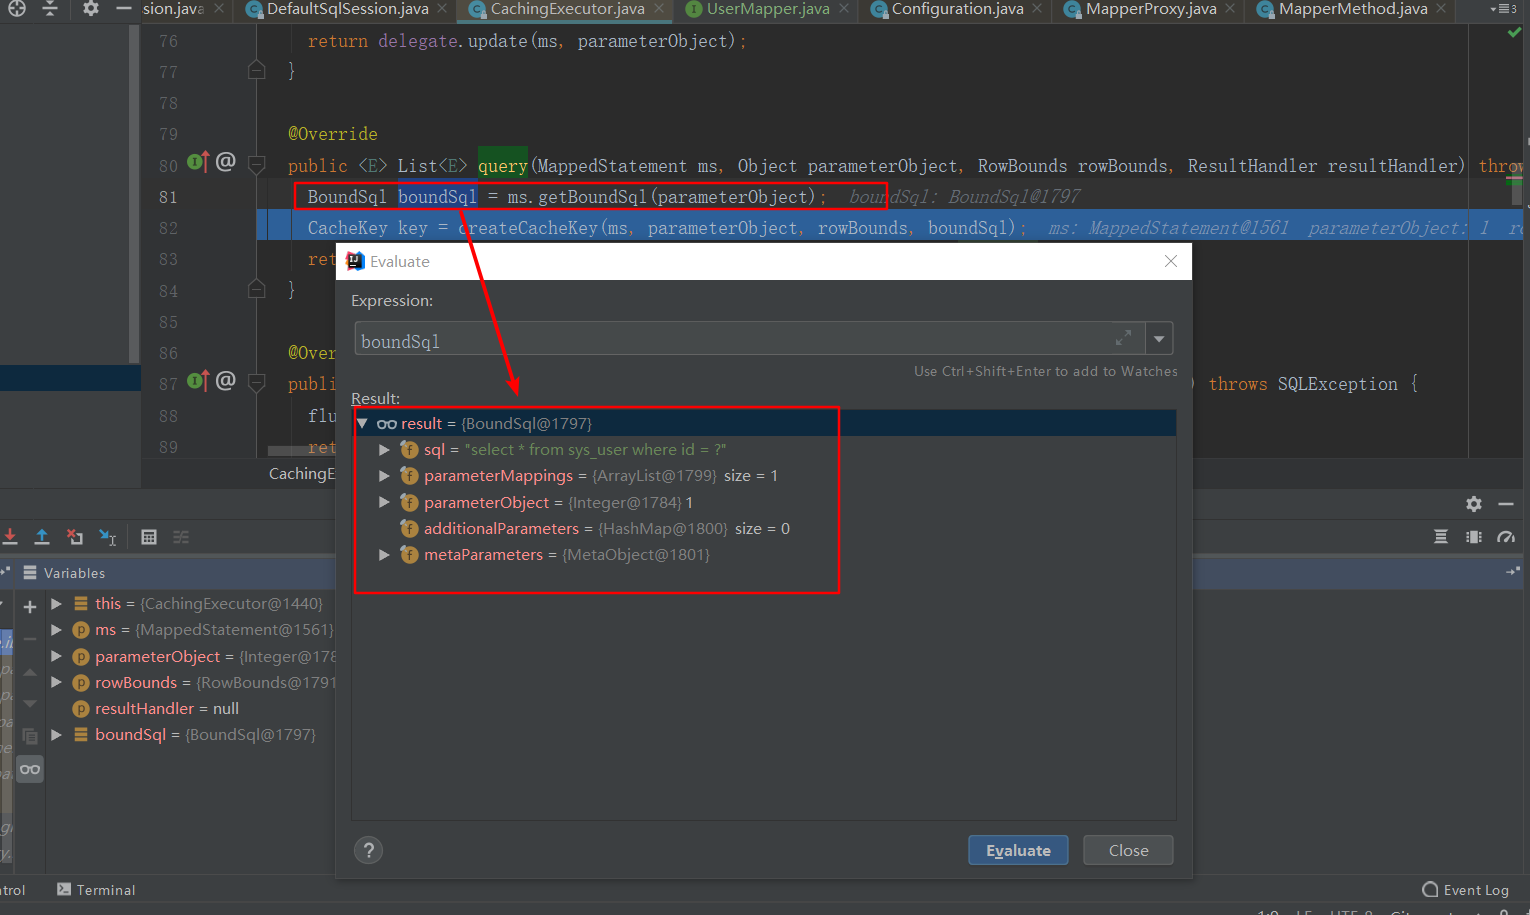 sion.java DefaultSqlSession.java CachingExecutor.java UserMapper.java Configuration.java MapperProxy.java MapperMethod.java 3
76 return delegate.update(ms, parameterObject);
77 }
78
79 @Override
80 public <E> List<E> query(MappedStatement ms, Object parameterObject, RowBounds rowBounds, ResultHandler resultHandler) throw
81 BoundSql boundSql = ms.getBoundSql(parameterObject); boundSql: BoundSql@1797
82 CacheKey key = createCacheKey(ms, parameterObject, rowBounds, boundSql); ms: MappedStatement@1561 parameterObject: 1 ro
83 ret
84 }
85
86 @Over
87 publi ) throws SQLException {
88 flu
89 ret
CachingE
Evaluate
Expression:
boundSql
Use Ctrl+Shift+Enter to add to Watches
Result:
result = {BoundSql@1797}
sql = "select * from sys_user where id = ?"
parameterMappings = {ArrayList@1799} size = 1
parameterObject = {Integer@1784} 1
additionalParameters = {HashMap@1800} size = 0
metaParameters = {MetaObject@1801}
Evaluate
Close
?
Variables
this = {CachingExecutor@1440}
ms = {MappedStatement@1561}
parameterObject = {Integer@178
rowBounds = {RowBounds@1791
resultHandler = null
boundSql = {BoundSql@1797}
ntrol Terminal Event Log